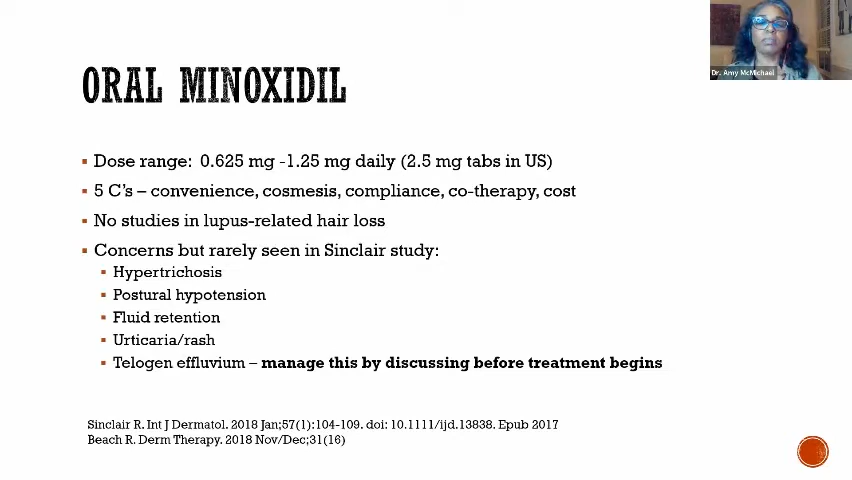 Dr. Amy McMichael
ORAL MINOXIDIL
▪ Dose range: 0.625 mg -1.25 mg daily (2.5 mg tabs in US)
▪ 5 C's – convenience, cosmesis, compliance, co-therapy, cost
▪ No studies in lupus-related hair loss
▪ Concerns but rarely seen in Sinclair study:
▪ Hypertrichosis
▪ Postural hypotension
▪ Fluid retention
▪ Urticaria/rash
▪ Telogen effluvium – manage this by discussing before treatment begins
Sinclair R. Int J Dermatol. 2018 Jan;57(1):104-109. doi: 10.1111/ijd.13838. Epub 2017
Beach R. Derm Therapy. 2018 Nov/Dec;31(16)